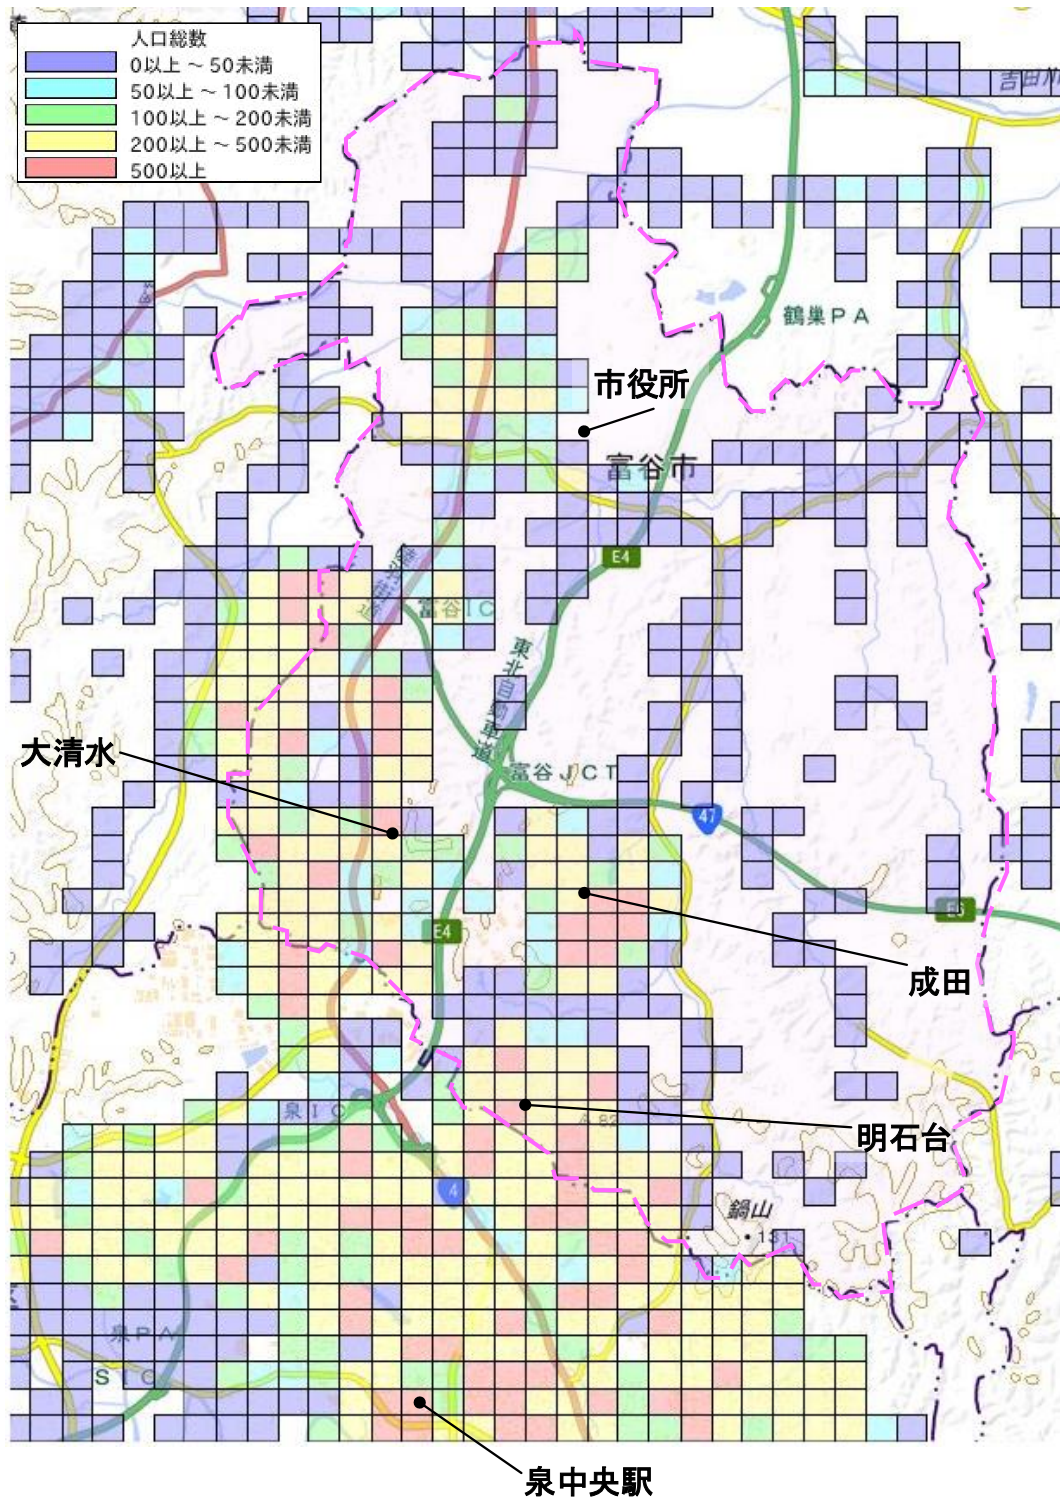 人口総数
0以上 ~ 50未満
50以上 ~ 100未満
100以上 ~ 200未満
200以上 ~ 500未満
500以上
吉田川
鶴巣PA
市役所
富谷市
E4
富谷IC
東北自動車道
大清水
富谷JCT
47
E4
E6
成田
泉IC
82
明石台
4
鍋山
131
泉PA
SIC
泉中央駅